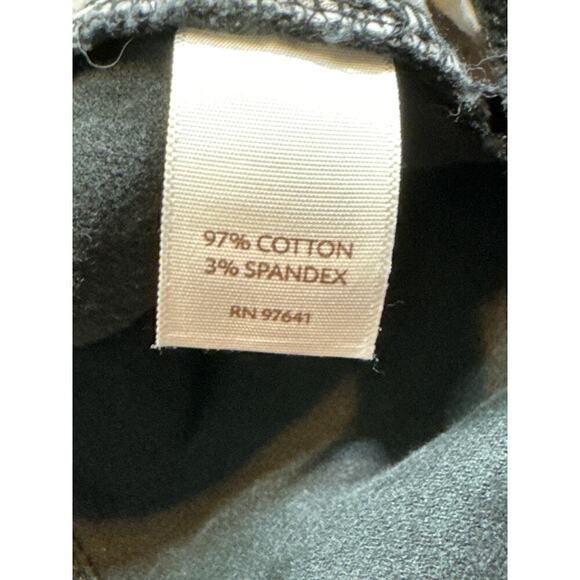 97% COTTON
3% SPANDEX
RN 97641